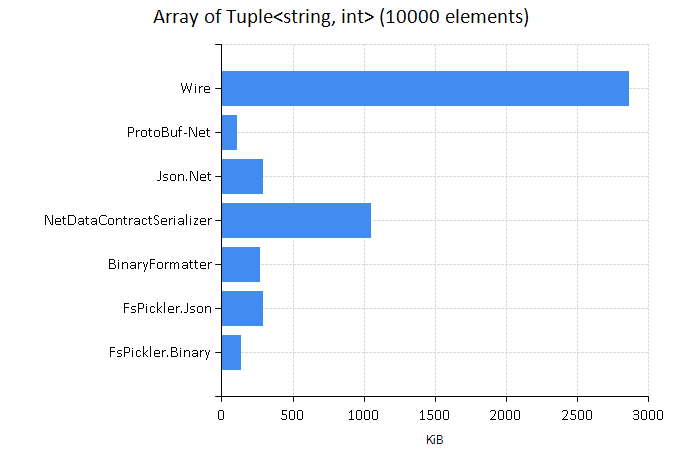 Array of Tuple<string, int> (10000 elements)
Wire
ProtoBuf-Net
Json.Net
NetDataContractSerializer
BinaryFormatter
FsPickler.Json
FsPickler.Binary
0 500 1000 1500 2000 2500 3000
KiB